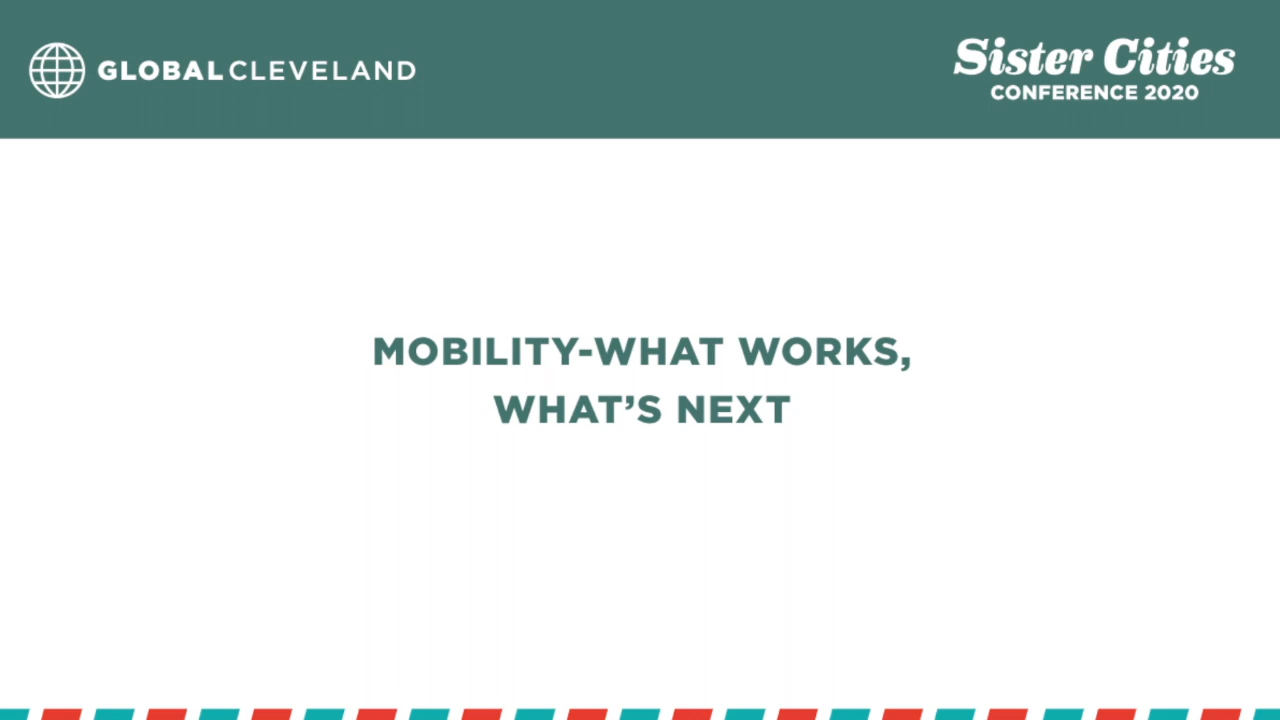 GLOBALCLEVELAND
Sister Cities
CONFERENCE 2020
MOBILITY-WHAT WORKS,
WHAT’S NEXT